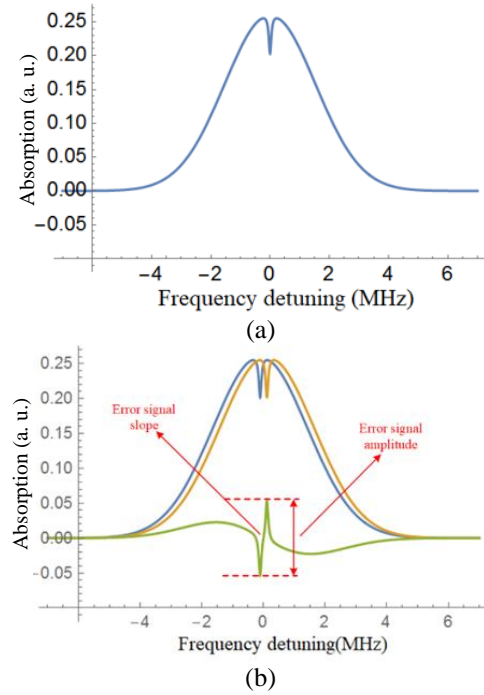 (a)
0.25
0.20
0.15
0.10
0.05
0.00
−0.05
Absorption (a. u.)
−4 −2 0 2 4 6
Frequency detuning (MHz)
(a)
0.25
0.20
0.15
0.10
0.05
0.00
-0.05
Absorption (a. u.)
Error signal
slope
Error signal
amplitude
−4 −2 0 2 4 6
Frequency detuning(MHz)
(b)